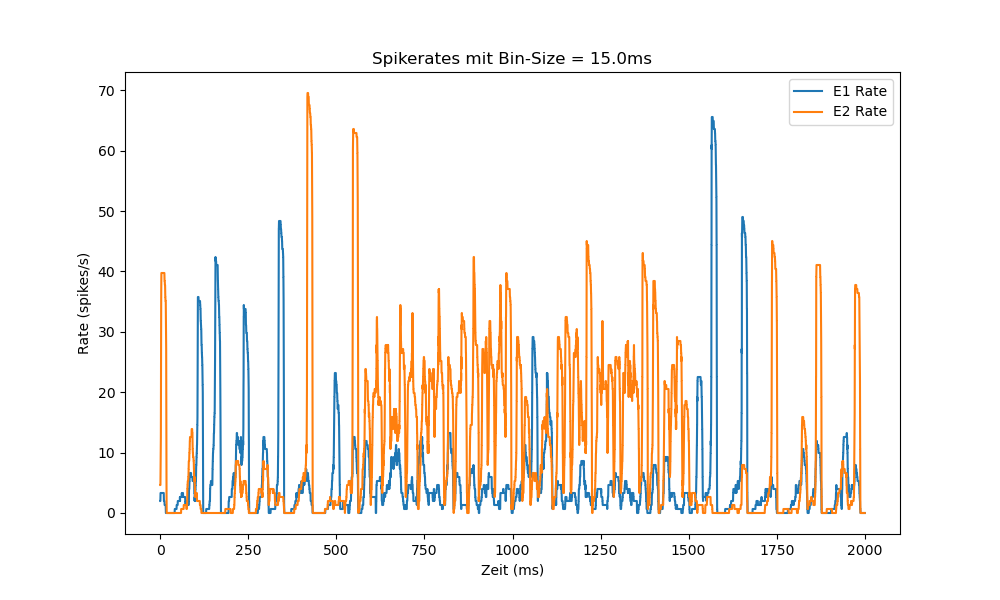 Spikerates mit Bin-Size = 15.0ms
E1 Rate
E2 Rate
70
60
50
40
30
20
10
0
Rate (spikes/s)
0 250 500 750 1000 1250 1500 1750 2000
Zeit (ms)